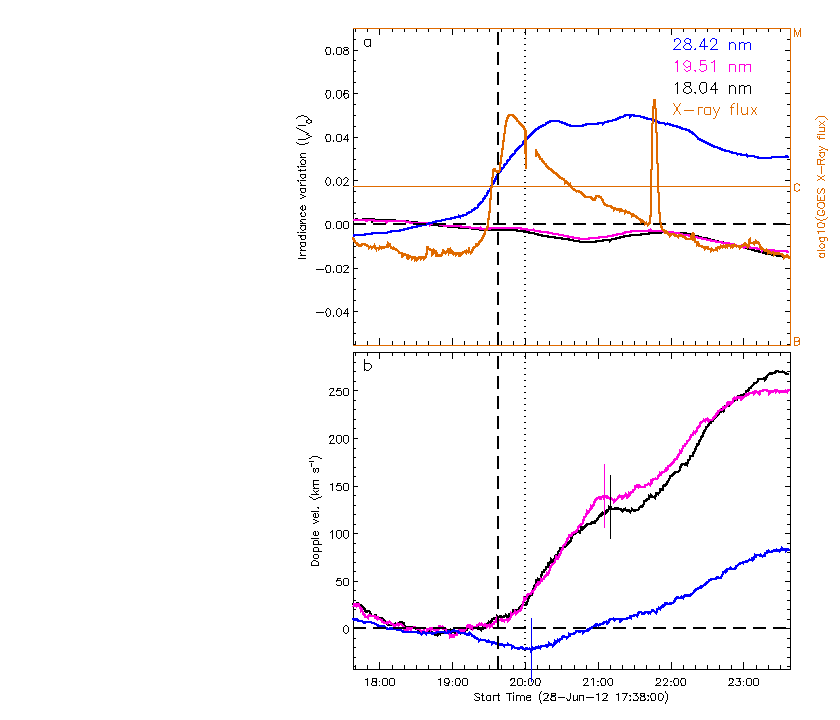 a
28.42 nm
19.51 nm
18.04 nm
X-ray flux
0.08
0.06
0.04
0.02
0.00
-0.02
-0.04
Irradiance variation (Iᵥ/I₀)
M
C
B
alog10(GOES X-Ray flux)
b
250
200
150
100
50
0
Dopple vel. (km s⁻¹)
18:00 19:00 20:00 21:00 22:00 23:00
Start Time (28-Jun-12 17:38:00)